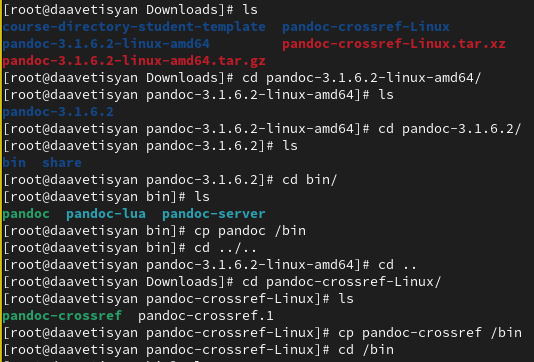 [root@daavetisyan Downloads]# ls
course-directory-student-template  pandoc-crossref-Linux
pandoc-3.1.6.2-linux-amd64         pandoc-crossref-Linux.tar.xz
pandoc-3.1.6.2-linux-amd64.tar.gz
[root@daavetisyan Downloads]# cd pandoc-3.1.6.2-linux-amd64/
[root@daavetisyan pandoc-3.1.6.2-linux-amd64]# ls
pandoc-3.1.6.2
[root@daavetisyan pandoc-3.1.6.2-linux-amd64]# cd pandoc-3.1.6.2/
[root@daavetisyan pandoc-3.1.6.2]# ls
bin  share
[root@daavetisyan pandoc-3.1.6.2]# cd bin/
[root@daavetisyan bin]# ls
pandoc  pandoc-lua  pandoc-server
[root@daavetisyan bin]# cp pandoc /bin
[root@daavetisyan bin]# cd ../..
[root@daavetisyan pandoc-3.1.6.2-linux-amd64]# cd ..
[root@daavetisyan Downloads]# cd pandoc-crossref-Linux/
[root@daavetisyan pandoc-crossref-Linux]# ls
pandoc-crossref  pandoc-crossref.1
[root@daavetisyan pandoc-crossref-Linux]# cp pandoc-crossref /bin
[root@daavetisyan pandoc-crossref-Linux]# cd /bin